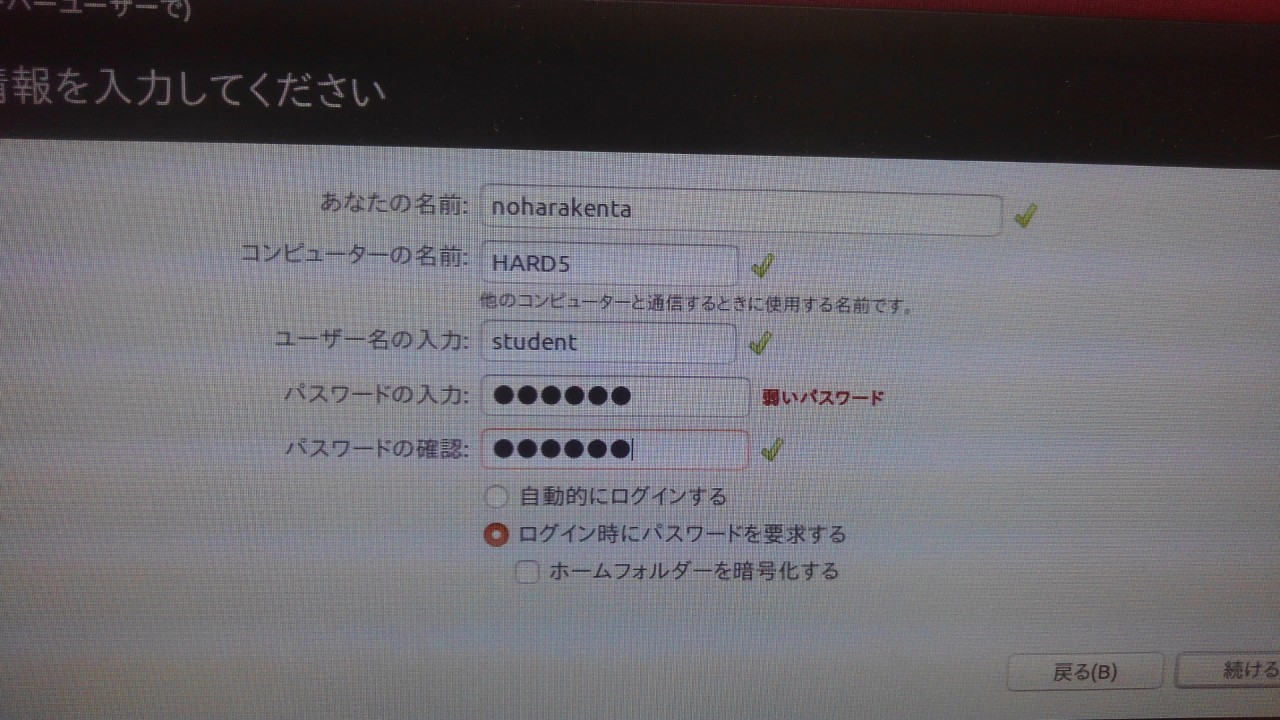 ーユーザーで)
情報を入力してください
あなたの名前: noharakenta
コンピューターの名前: HARD5
他のコンピューターと通信するときに使用する名前です。
ユーザー名の入力: student
パスワードの入力: ●●●●●● 弱いパスワード
パスワードの確認: ●●●●●●
自動的にログインする
ログイン時にパスワードを要求する
ホームフォルダーを暗号化する
戻る(B) 続ける